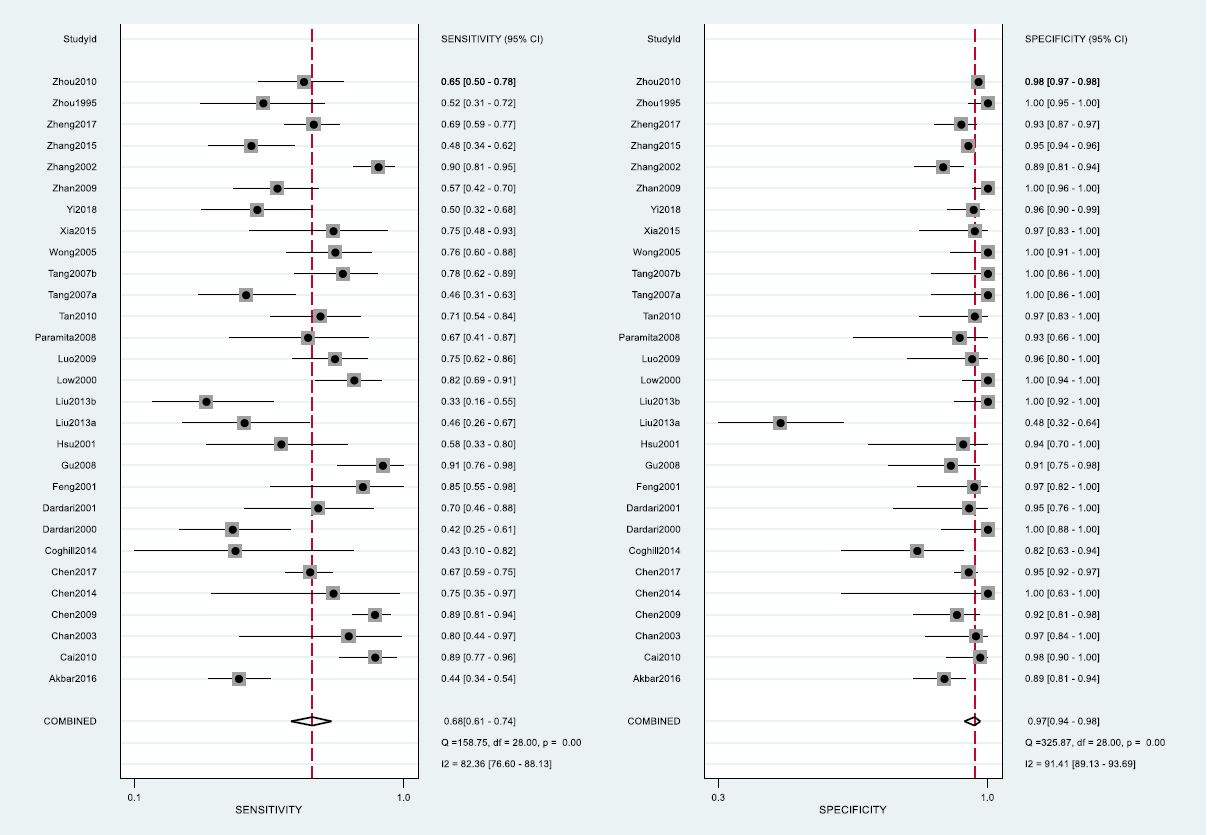 StudyId SENSITIVITY (95% CI) StudyId SPECIFICITY (95% CI)
Zhou2010 0.65 [0.50 - 0.78] Zhou2010 0.98 [0.97 - 0.98]
Zhou1995 0.52 [0.31 - 0.72] Zhou1995 1.00 [0.95 - 1.00]
Zheng2017 0.69 [0.59 - 0.77] Zheng2017 0.93 [0.87 - 0.97]
Zhang2015 0.48 [0.34 - 0.62] Zhang2015 0.95 [0.94 - 0.96]
Zhang2002 0.90 [0.81 - 0.95] Zhang2002 0.89 [0.81 - 0.94]
Zhan2009 0.57 [0.42 - 0.70] Zhan2009 1.00 [0.96 - 1.00]
Yi2018 0.50 [0.32 - 0.68] Yi2018 0.96 [0.90 - 0.99]
Xia2015 0.75 [0.48 - 0.93] Xia2015 0.97 [0.83 - 1.00]
Wong2005 0.76 [0.60 - 0.88] Wong2005 1.00 [0.91 - 1.00]
Tang2007b 0.78 [0.62 - 0.89] Tang2007b 1.00 [0.86 - 1.00]
Tang2007a 0.46 [0.31 - 0.63] Tang2007a 1.00 [0.86 - 1.00]
Tan2010 0.71 [0.54 - 0.84] Tan2010 0.97 [0.83 - 1.00]
Paramita2008 0.67 [0.41 - 0.87] Paramita2008 0.93 [0.66 - 1.00]
Luo2009 0.75 [0.62 - 0.86] Luo2009 0.96 [0.80 - 1.00]
Low2000 0.82 [0.69 - 0.91] Low2000 1.00 [0.94 - 1.00]
Liu2013b 0.33 [0.16 - 0.55] Liu2013b 1.00 [0.92 - 1.00]
Liu2013a 0.46 [0.26 - 0.67] Liu2013a 0.48 [0.32 - 0.64]
Hsu2001 0.58 [0.33 - 0.80] Hsu2001 0.94 [0.70 - 1.00]
Gu2008 0.91 [0.76 - 0.98] Gu2008 0.91 [0.75 - 0.98]
Feng2001 0.85 [0.55 - 0.98] Feng2001 0.97 [0.82 - 1.00]
Dardari2001 0.70 [0.46 - 0.88] Dardari2001 0.95 [0.76 - 1.00]
Dardari2000 0.42 [0.25 - 0.61] Dardari2000 1.00 [0.88 - 1.00]
Coghill2014 0.43 [0.10 - 0.82] Coghill2014 0.82 [0.63 - 0.94]
Chen2017 0.67 [0.59 - 0.75] Chen2017 0.95 [0.92 - 0.97]
Chen2014 0.75 [0.35 - 0.97] Chen2014 1.00 [0.63 - 1.00]
Chen2009 0.89 [0.81 - 0.94] Chen2009 0.92 [0.81 - 0.98]
Chan2003 0.80 [0.44 - 0.97] Chan2003 0.97 [0.84 - 1.00]
Cai2010 0.89 [0.77 - 0.96] Cai2010 0.98 [0.90 - 1.00]
Akbar2016 0.44 [0.34 - 0.54] Akbar2016 0.89 [0.81 - 0.94]
COMBINED 0.68[0.61 - 0.74] COMBINED 0.97[0.94 - 0.98]
Q =158.75, df = 28.00, p = 0.00 Q =325.87, df = 28.00, p = 0.00
I2 = 82.36 [76.60 - 88.13] I2 = 91.41 [89.13 - 93.69]
0.1 1.0 0.3 1.0
SENSITIVITY SPECIFICITY